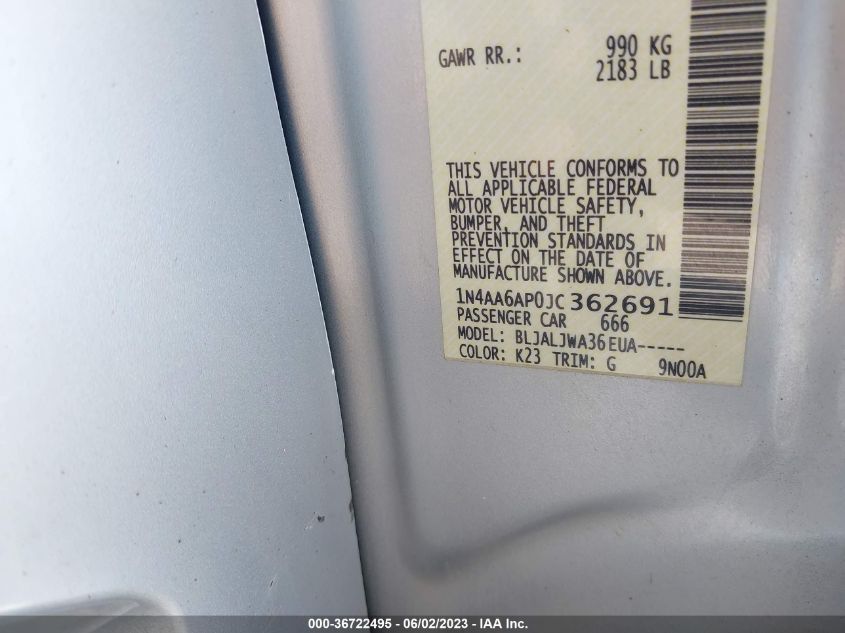 GAWR RR.: 990 KG
2183 LB
THIS VEHICLE CONFORMS TO
ALL APPLICABLE FEDERAL
MOTOR VEHICLE SAFETY,
BUMPER, AND THEFT
PREVENTION STANDARDS IN
EFFECT ON THE DATE OF
MANUFACTURE SHOWN ABOVE.
1N4AA6AP0JC362691
PASSENGER CAR 666
MODEL: BLJALJWA36EUA-----
COLOR: K23 TRIM: G 9N00A
000-36722495 - 06/02/2023 - IAA Inc.